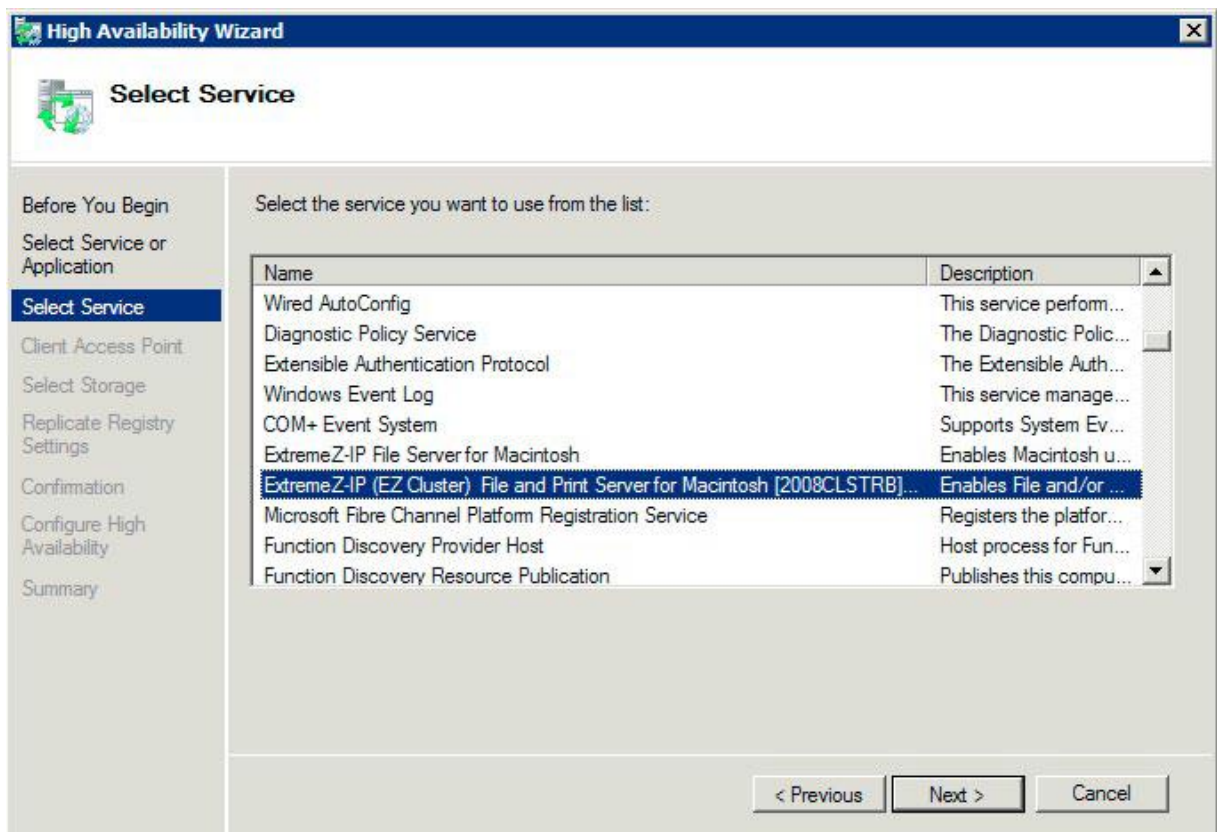 High Availability Wizard
Select Service
Before You Begin
Select Service or
Application
Select Service
Client Access Point
Select Storage
Replicate Registry
Settings
Confirmation
Configure High
Availability
Summary
Select the service you want to use from the list:
Name Description
Wired AutoConfig This service perform...
Diagnostic Policy Service The Diagnostic Polic...
Extensible Authentication Protocol The Extensible Auth...
Windows Event Log This service manage...
COM+ Event System Supports System Ev...
ExtremeZ-IP File Server for Macintosh Enables Macintosh u...
ExtremeZ-IP (EZ Cluster) File and Print Server for Macintosh [2008CLSTRB]... Enables File and/or ...
Microsoft Fibre Channel Platform Registration Service Registers the platfor...
Function Discovery Provider Host Host process for Fun...
Function Discovery Resource Publication Publishes this compu...
< Previous Next > Cancel